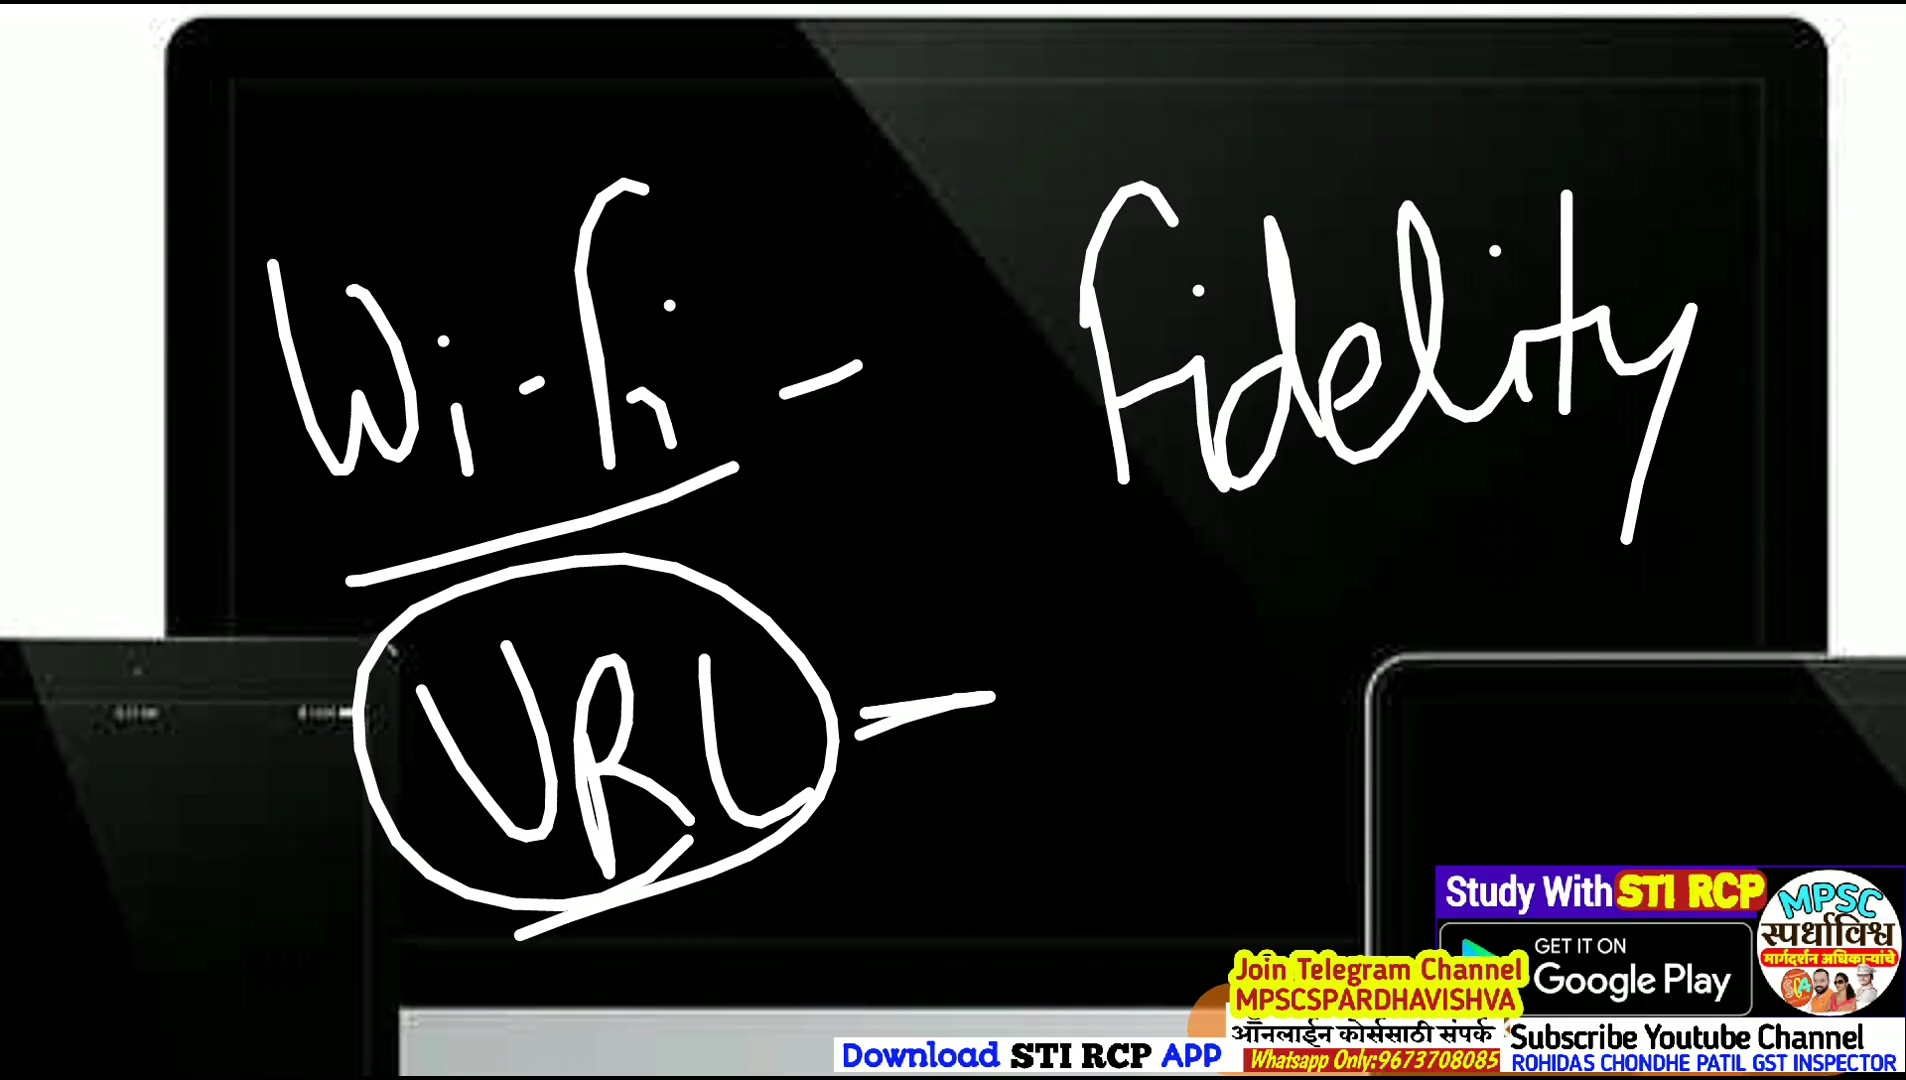 Wi-fi - Fidelity
URL -
Study With STI RCP
MPSC
स्पर्धाविश्व
मार्गदर्शन अधिकाऱ्यांचे
GET IT ON
Google Play
Join Telegram Channel
MPSCSPARDHAVISHVA
ऑनलाईन कोर्ससाठी संपर्क
Whatsapp Only:9673708085
Download STI RCP APP
Subscribe Youtube Channel
ROHIDAS CHONDHE PATIL GST INSPECTOR